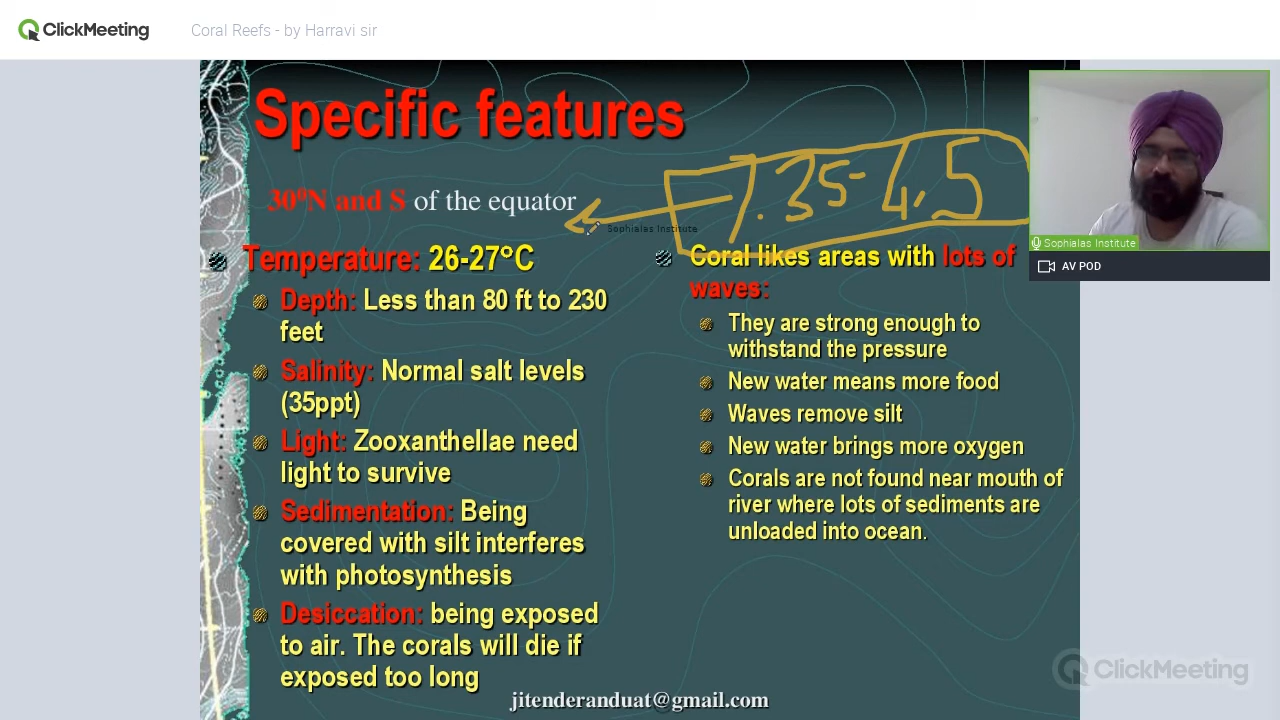 ClickMeeting
Coral Reefs - by Harravi sir
Specific features
30⁰N and S of the equator
7.35-4.5
Sophialas Institute
Temperature: 26-27°C
Depth: Less than 80 ft to 230
feet
Salinity: Normal salt levels
(35ppt)
Light: Zooxanthellae need
light to survive
Sedimentation: Being
covered with silt interferes
with photosynthesis
Desiccation: being exposed
to air. The corals will die if
exposed too long
Coral likes areas with lots of
waves:
They are strong enough to
withstand the pressure
New water means more food
Waves remove silt
New water brings more oxygen
Corals are not found near mouth of
river where lots of sediments are
unloaded into ocean.
Sophialas Institute
AV POD
ClickMeeting
jitenderanduat@gmail.com